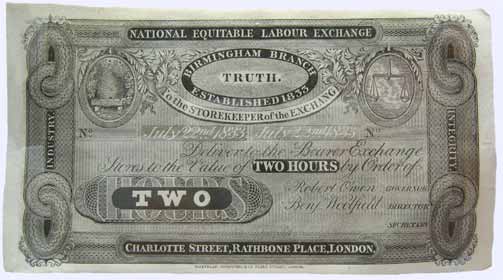 NATIONAL EQUITABLE LABOUR EXCHANGE
BIRMINGHAM BRANCH
TRUTH.
ESTABLISHED 1833
To the STOREKEEPER of the EXCHANGE
No July 22nd 1833. July 22nd 1833 No
Deliver to the Bearer Exchange
Stores to the Value of TWO HOURS by Order of
HOURS
TWO
Robert Owen GOVERNOR
Benj Woolfield DIRECTOR
SECRETARY
INDUSTRY.
INTEGRITY
CHARLOTTE STREET, RATHBONE PLACE, LONDON.